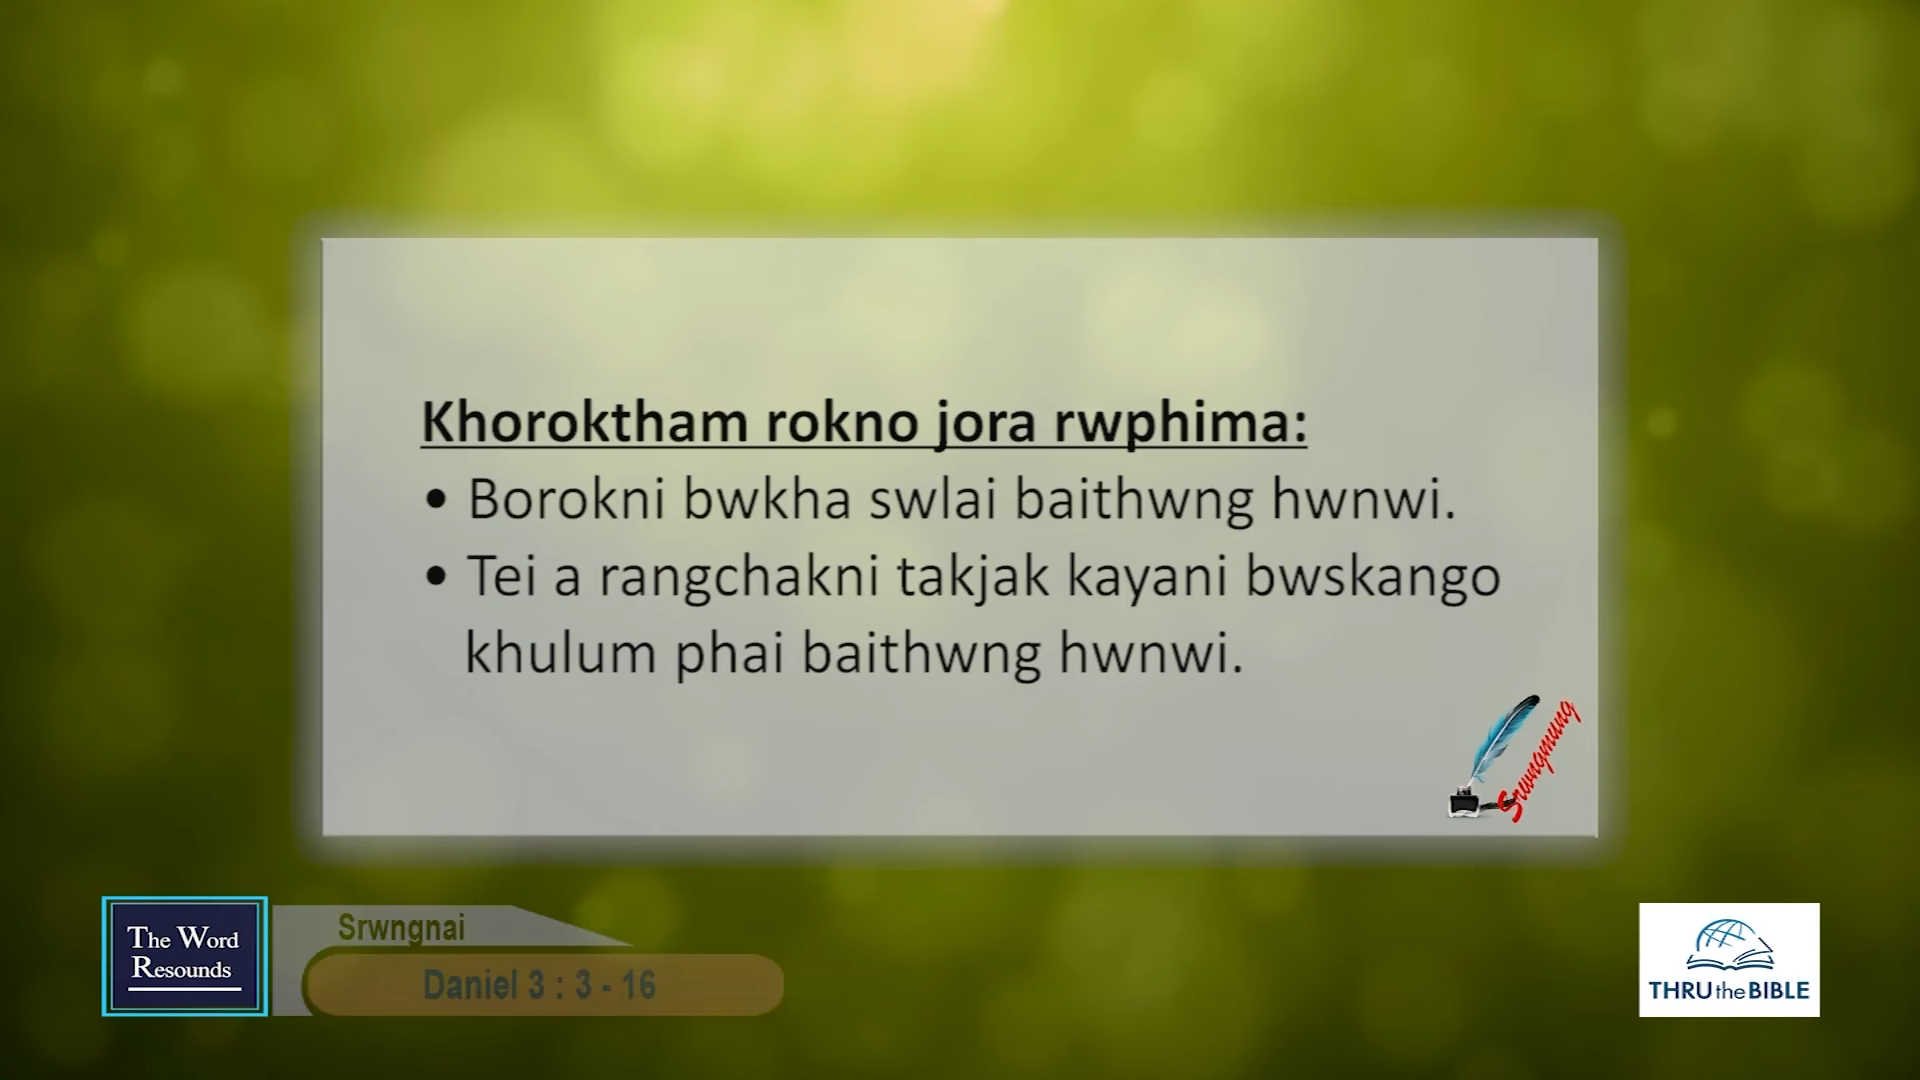 Khoroktham rokno jora rwphima:
• Borokni bwkha swlai baithwng hwnwi.
• Tei a rangchakni takjak kayani bwskango
khulum phai baithwng hwnwi.
Srwngmung
The Word
Resounds
Srwngnai
Daniel 3 : 3 - 16
THRU the BIBLE